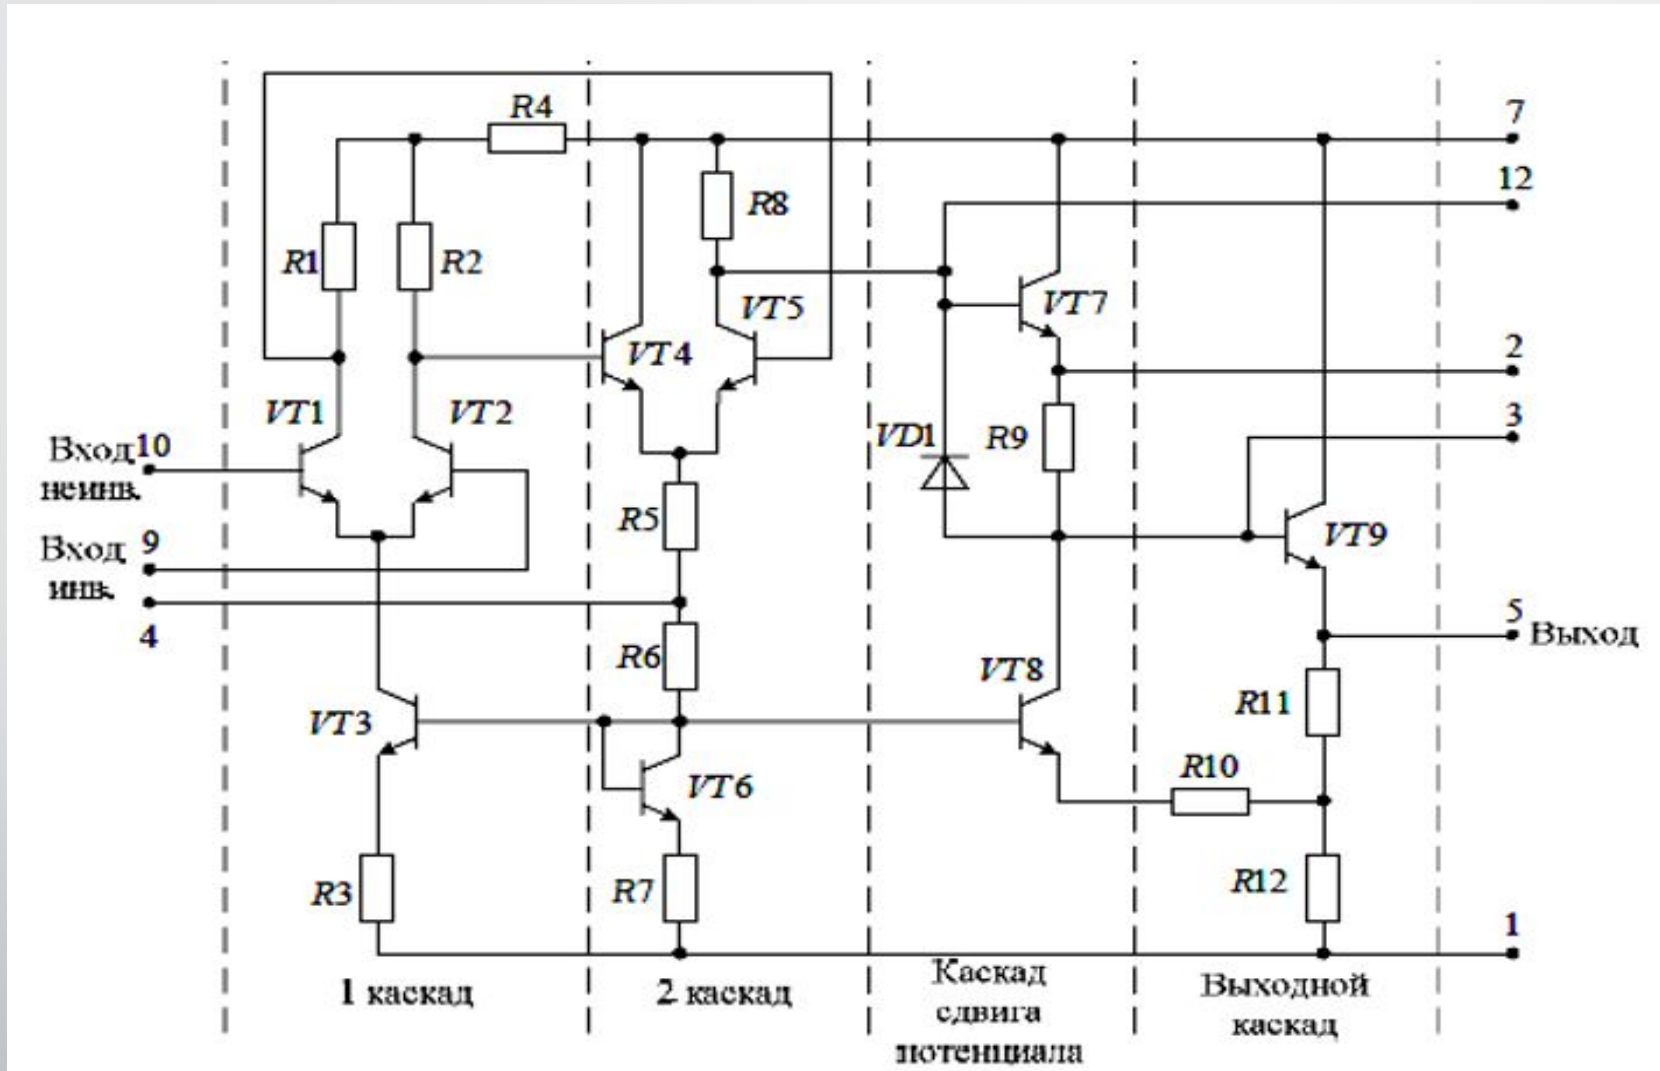 R4
7
12
R8
R1
R2
VT5
VT7
VT4
2
VT1
VT2
3
VD1
R9
Вход 10
неинв.
R5
VT9
Вход 9
инв.
5
Выход
4
R6
VT8
R11
VT3
R10
VT6
R12
R3
R7
1
1 каскад
2 каскад
Каскад
сдвига
потенциала
Выходной
каскад